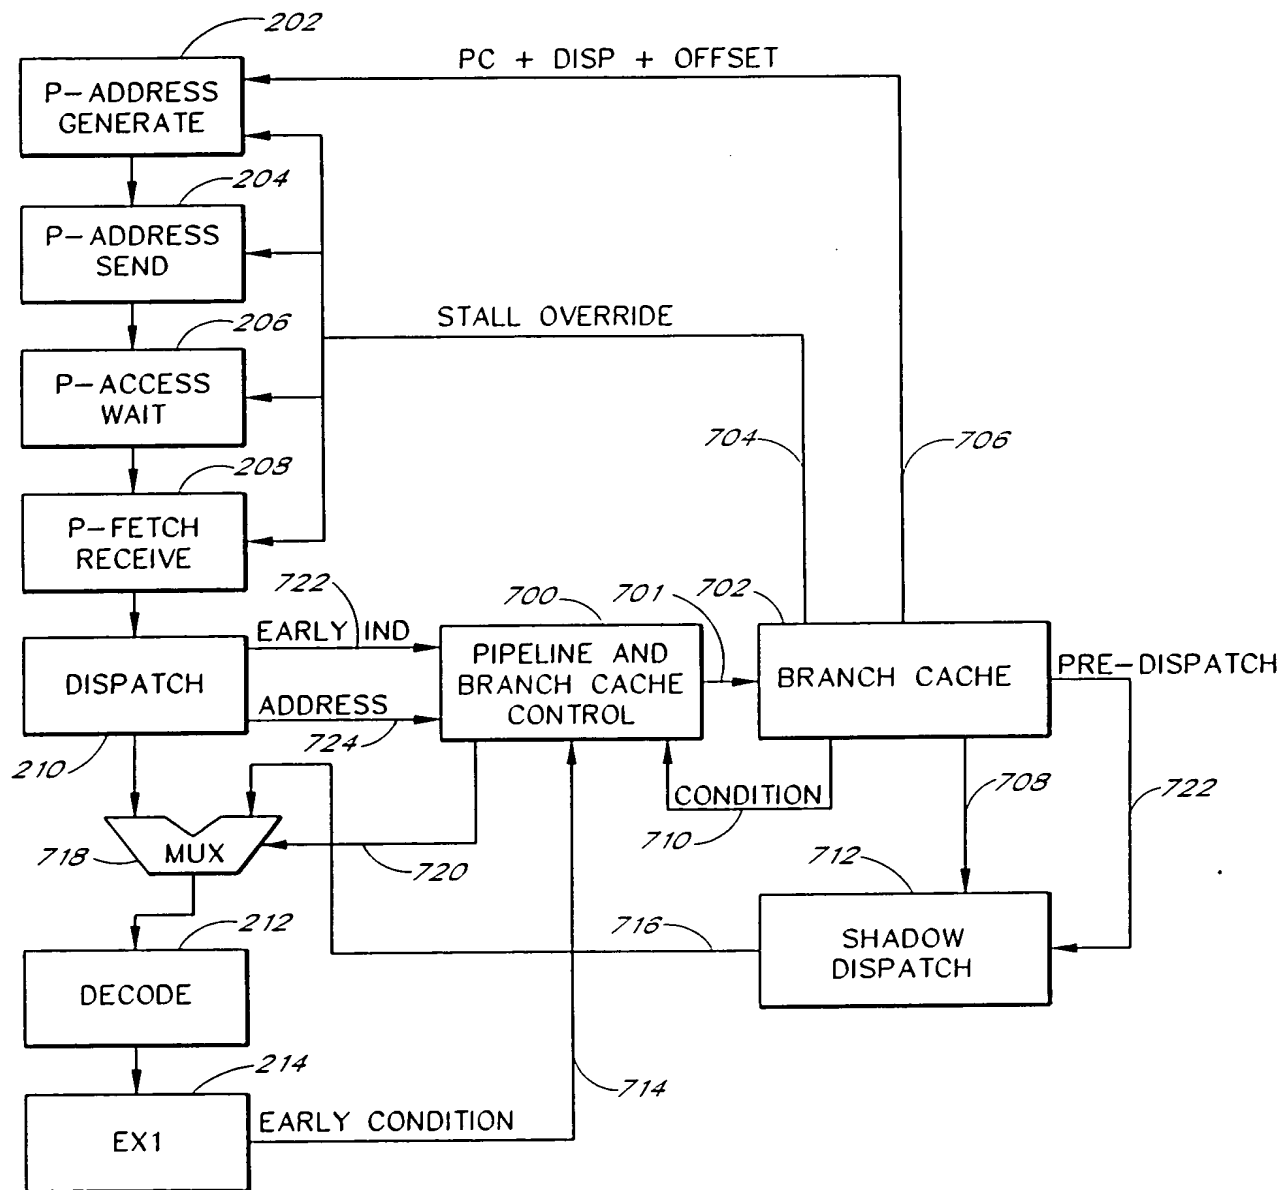 202
PC + DISP + OFFSET
P-ADDRESS
GENERATE
204
P-ADDRESS
SEND
STALL OVERRIDE
206
P-ACCESS
WAIT
704
706
208
P-FETCH
RECEIVE
722
700
701
702
EARLY IND
DISPATCH
PIPELINE AND
BRANCH CACHE
CONTROL
BRANCH CACHE
PRE-DISPATCH
ADDRESS
724
210
CONDITION
708
722
718
MUX
720
710
712
212
716
SHADOW
DISPATCH
DECODE
214
714
EARLY CONDITION
EX1